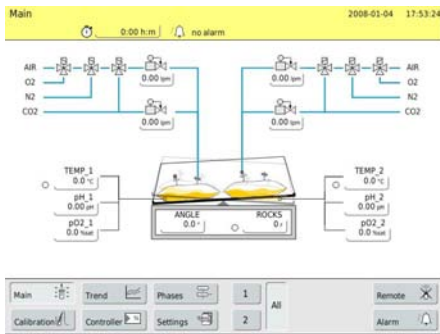 Main 2008-01-04 17:53:24
0:00 h:m no alarm
AIR AIR
O2 0.00 lpm 0.00 lpm O2
N2 N2
CO2 CO2
0.00 lpm 0.00 lpm
TEMP_1 TEMP_2
0.0 °C 0.0 °C
pH_1 pH_2
0.00 pH 0.00 pH
ANGLE ROCKS
pO2_1 0.0 ° 0 pO2_2
0.0 %sat 0.0 %sat
Main Trend Phases 1 All Remote
Calibration Controller Settings 2 Alarm